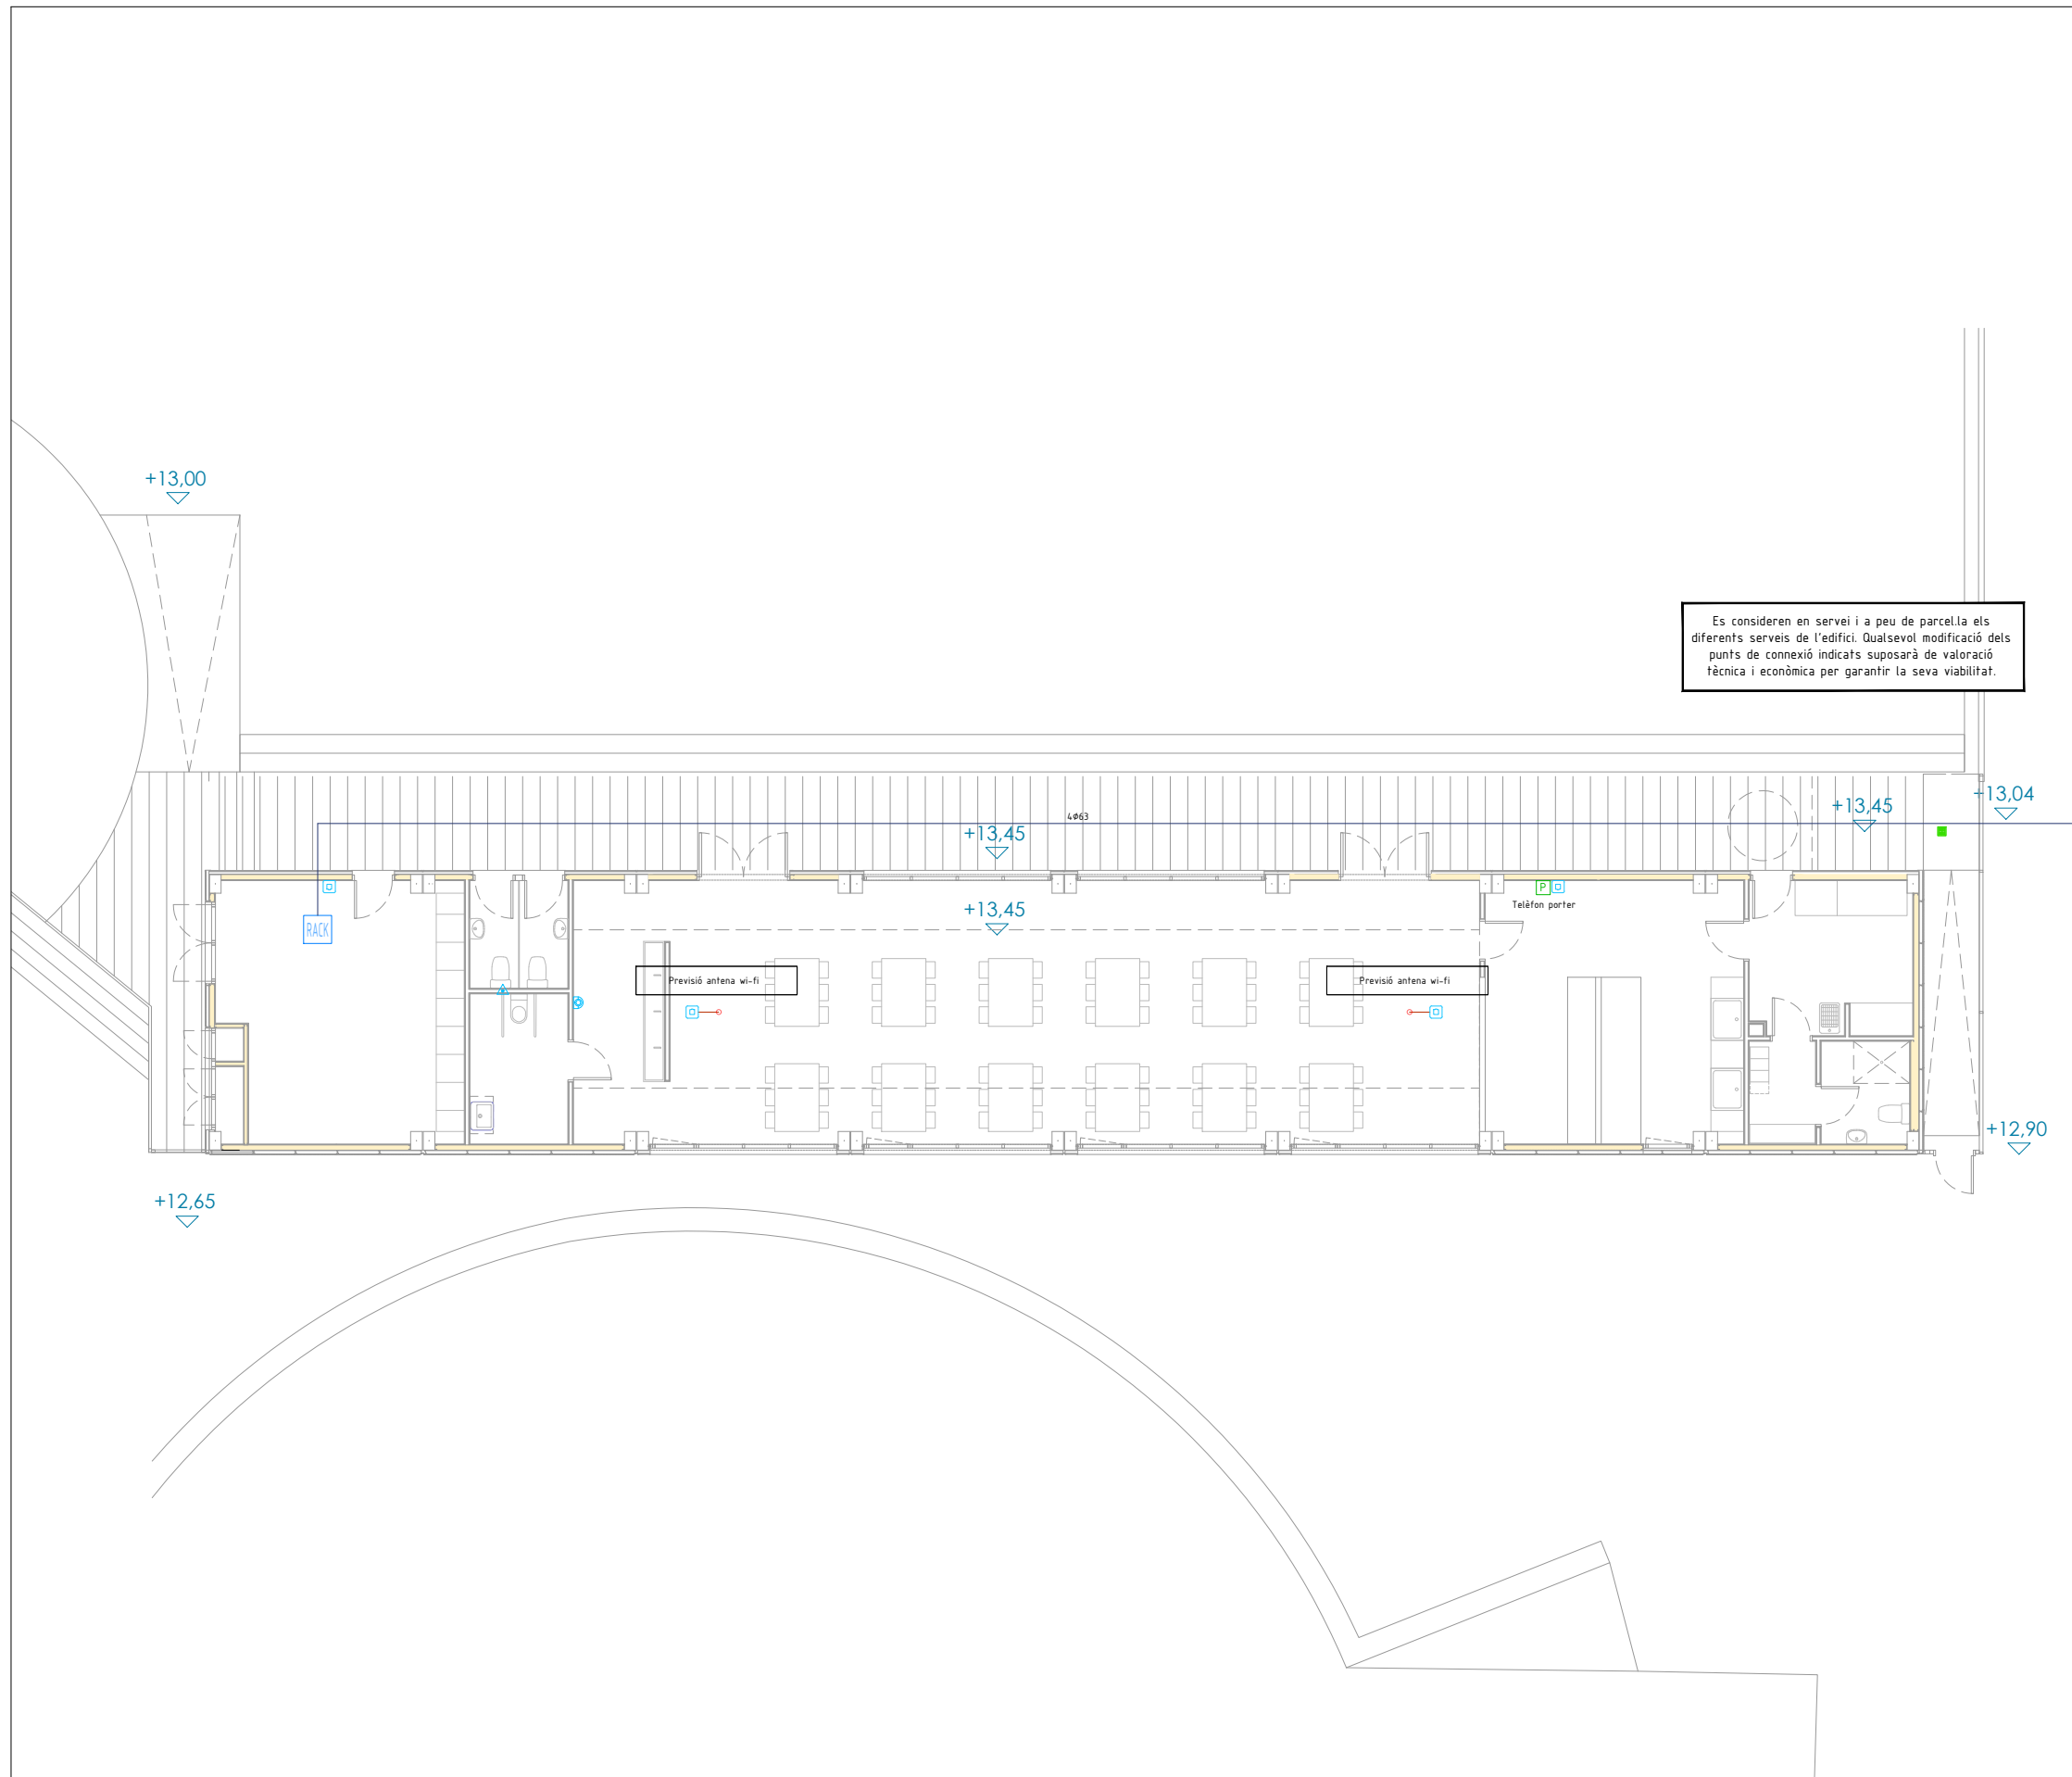 +13,00
Es consideren en servei i a peu de parcel.la els
diferents serveis de l'edifici. Qualsevol modificació dels
punts de connexió indicats suposarà de valoració
tècnica i econòmica per garantir la seva viabilitat.
+13,04
+13,45
4Ø63
+13,45
P
Telèfon porter
+13,45
RACK
Previsió antena wi-fi
Previsió antena wi-fi
+12,90
+12,65